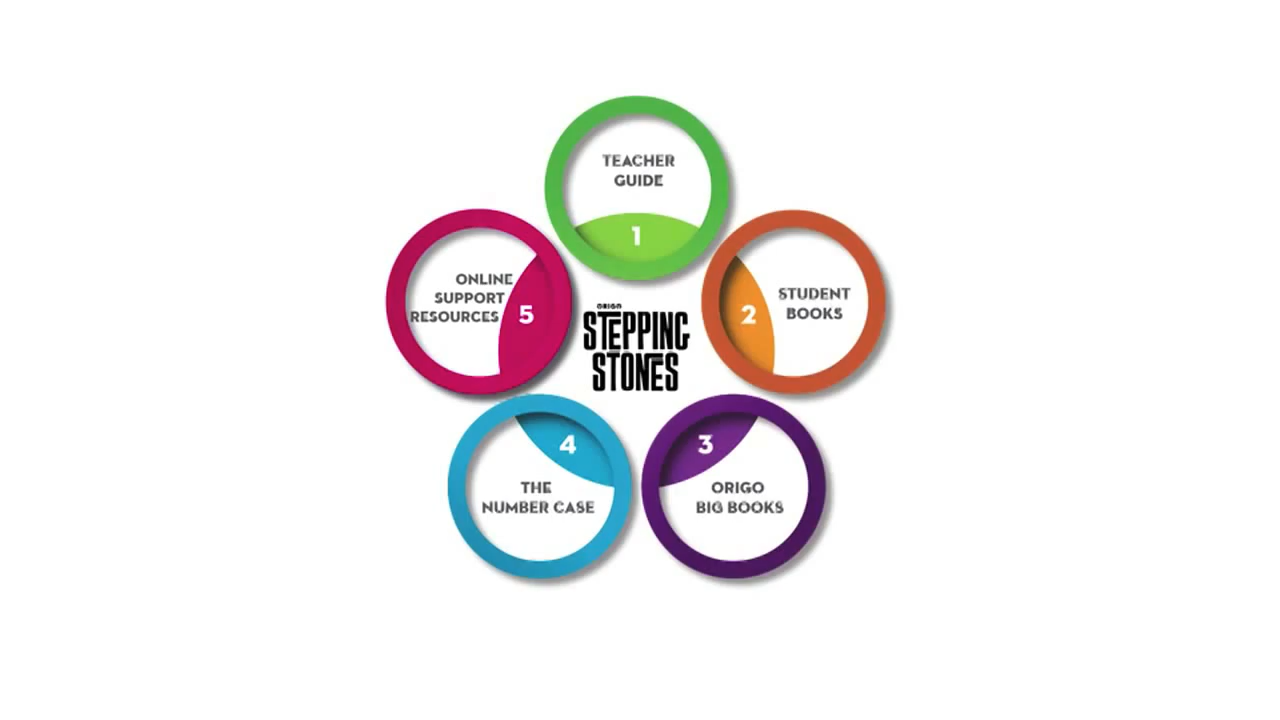 TEACHER
GUIDE
1
STUDENT
BOOKS
2
ORIGO
BIG BOOKS
3
THE
NUMBER CASE
4
ONLINE
SUPPORT
RESOURCES
5
ORIGO
STEPPING
STONES